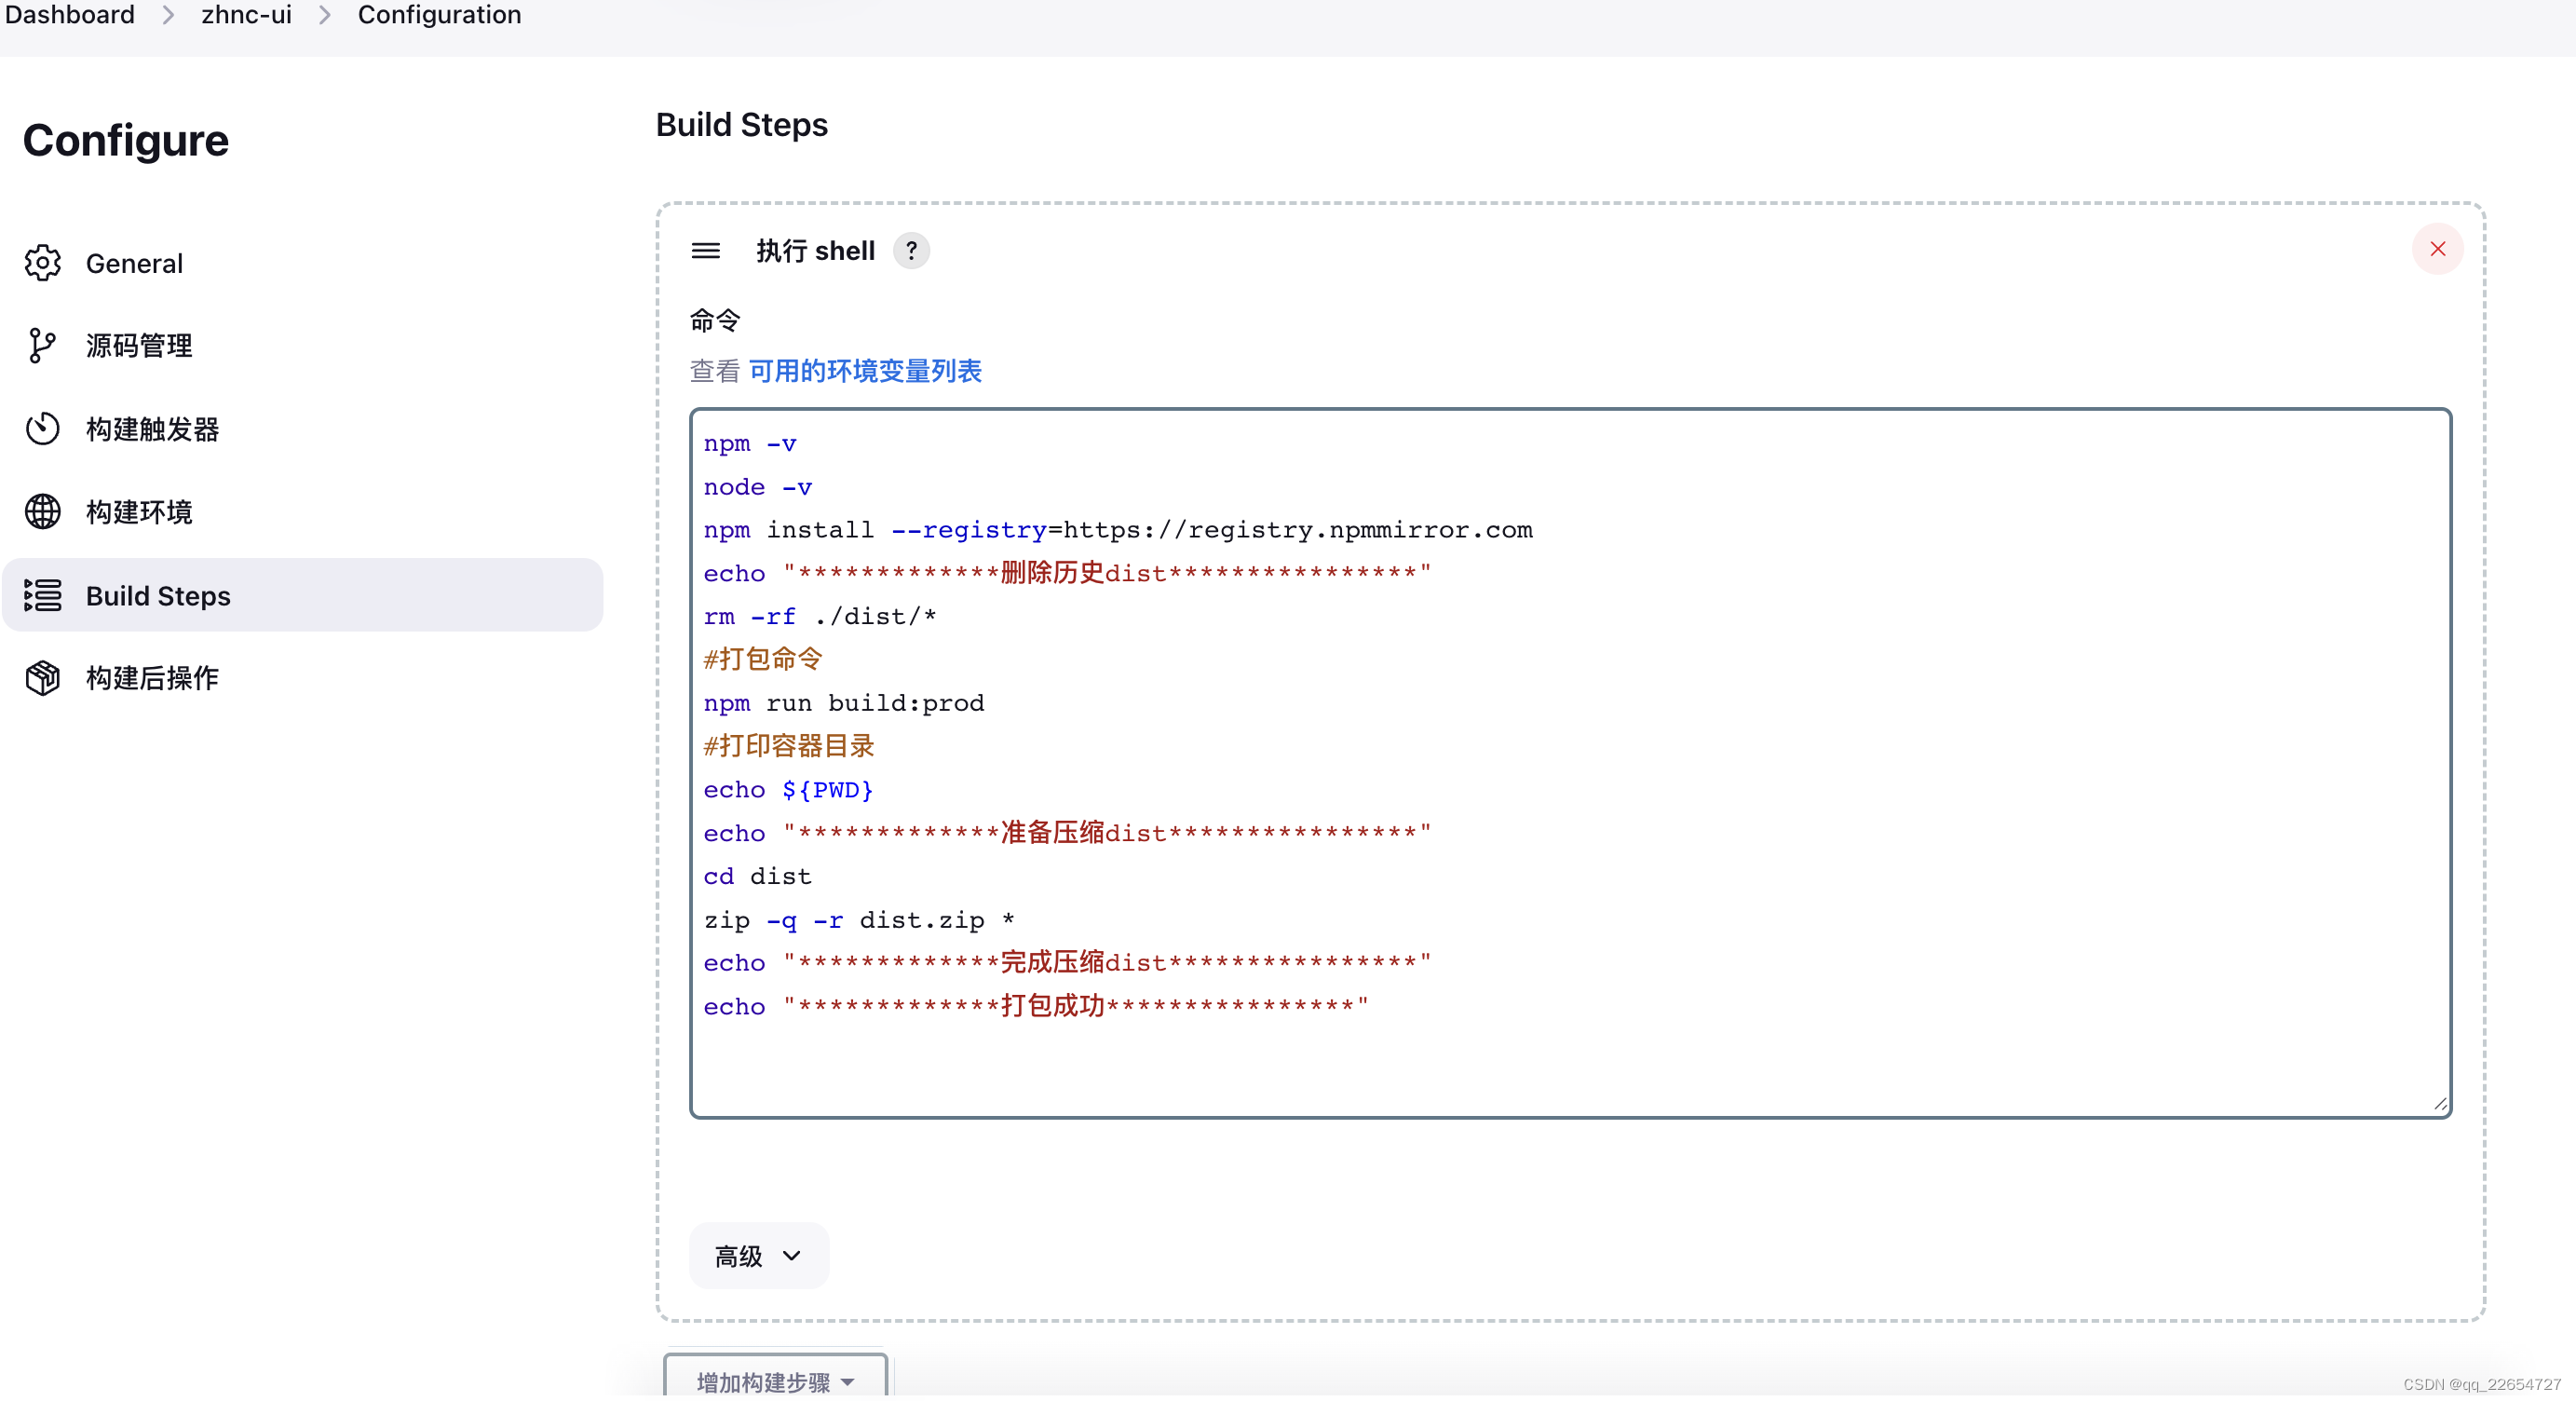 Dashboard > zhnc-ui > Configuration
Configure
General
源码管理
构建触发器
构建环境
Build Steps
构建后操作
Build Steps
执行 shell ?
命令
查看 可用的环境变量列表
npm -v
node -v
npm install --registry=https://registry.npmmirror.com
echo "*************删除历史dist****************"
rm -rf ./dist/*
#打包命令
npm run build:prod
#打印容器目录
echo ${PWD}
echo "*************准备压缩dist****************"
cd dist
zip -q -r dist.zip *
echo "*************完成压缩dist****************"
echo "*************打包成功****************"
高级
增加构建步骤
CSDN @qq_22654727